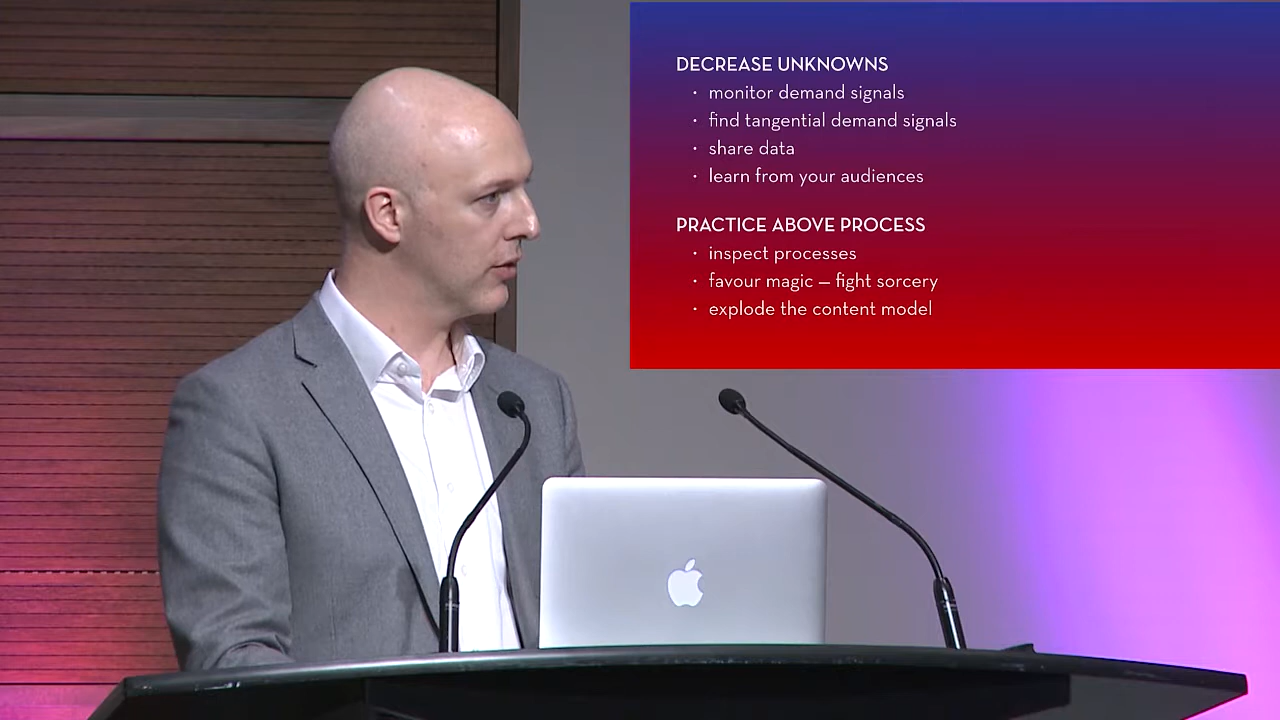 DECREASE UNKNOWNS
· monitor demand signals
· find tangential demand signals
· share data
· learn from your audiences
PRACTICE ABOVE PROCESS
· inspect processes
· favour magic — fight sorcery
· explode the content model